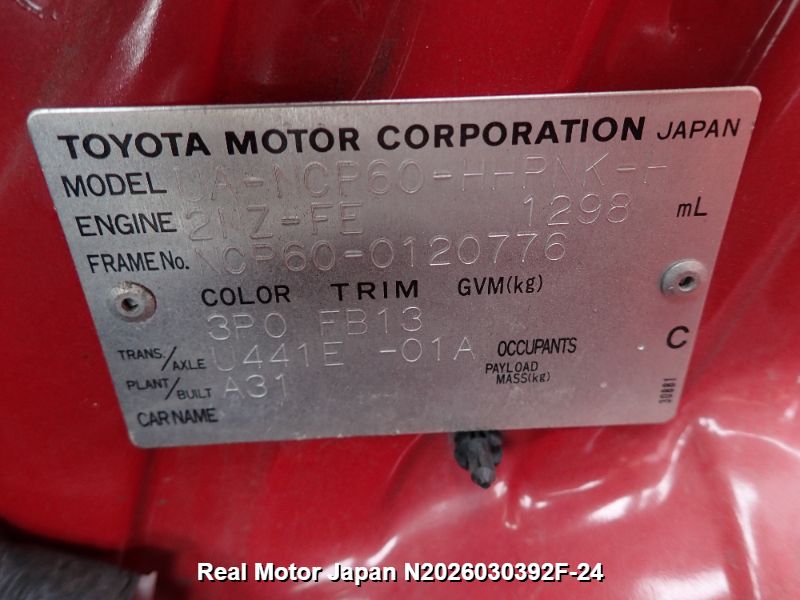 TOYOTA MOTOR CORPORATION JAPAN
MODEL UA-NCP60-HHPNK
ENGINE 2NZ-FE 1298 mL
FRAME No. NCP60-0120776
COLOR TRIM GVM(kg)
3P0 FB13
TRANS./AXLE U441E -01A OCCUPANTS C
PAYLOAD MASS(kg)
PLANT/BUILT A31
CAR NAME
30881
Real Motor Japan N2026030392F-24